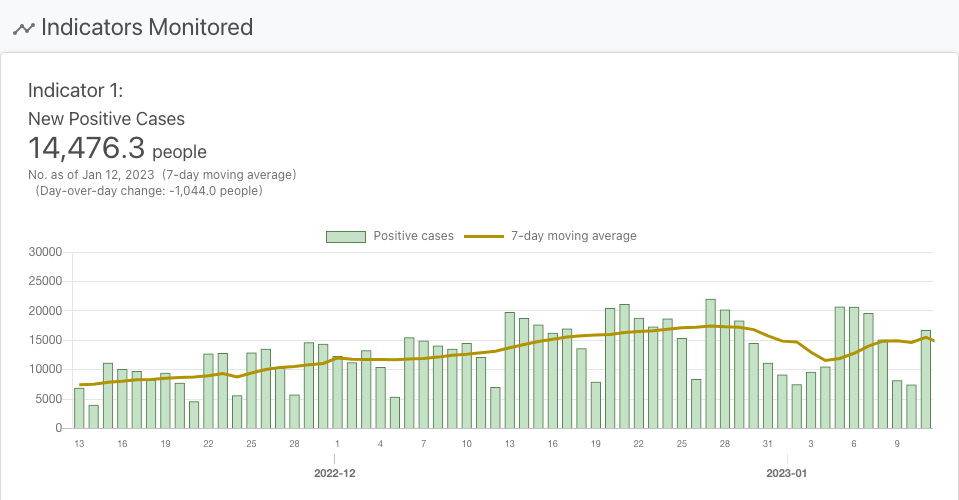 Indicators Monitored
Indicator 1:
New Positive Cases
14,476.3 people
No. as of Jan 12, 2023 (7-day moving average)
(Day-over-day change: -1,044.0 people)
Positive cases 7-day moving average
30000
25000
20000
15000
10000
5000
0
13 16 19 22 25 28 1 4 7 10 13 16 19 22 25 28 31 3 6 9
2022-12 2023-01